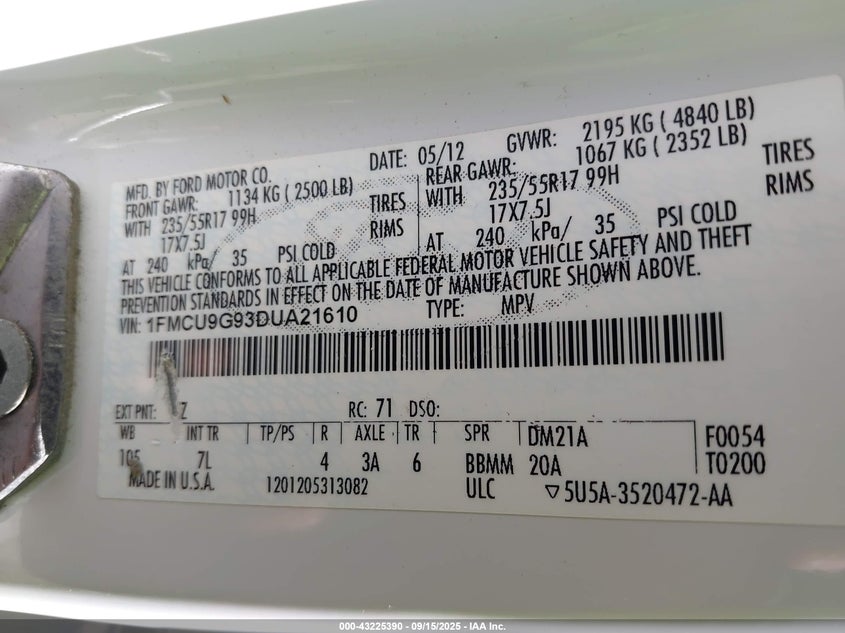 MFD. BY FORD MOTOR CO. DATE: 05/12 GVWR: 2195 KG ( 4840 LB)
FRONT GAWR: 1134 KG ( 2500 LB) REAR GAWR: 1067 KG ( 2352 LB)
WITH 235/55R17 99H TIRES WITH 235/55R17 99H TIRES
17X7.5J RIMS 17X7.5J RIMS
AT 240 kPa/ 35 PSI COLD AT 240 kPa/ 35 PSI COLD
THIS VEHICLE CONFORMS TO ALL APPLICABLE FEDERAL MOTOR VEHICLE SAFETY AND THEFT
PREVENTION STANDARDS IN EFFECT ON THE DATE OF MANUFACTURE SHOWN ABOVE.
VIN: 1FMCU9G93DUA21610 TYPE: MPV
EXT PNT: Z RC: 71 DSO:
WB INT TR TP/PS R AXLE TR SPR DM21A F0054
105 7L 4 3A 6 BBMM 20A T0200
MADE IN U.S.A. 1201205313082 ULC ▽5U5A-3520472-AA
000-43225390 - 09/15/2025 - IAA Inc.